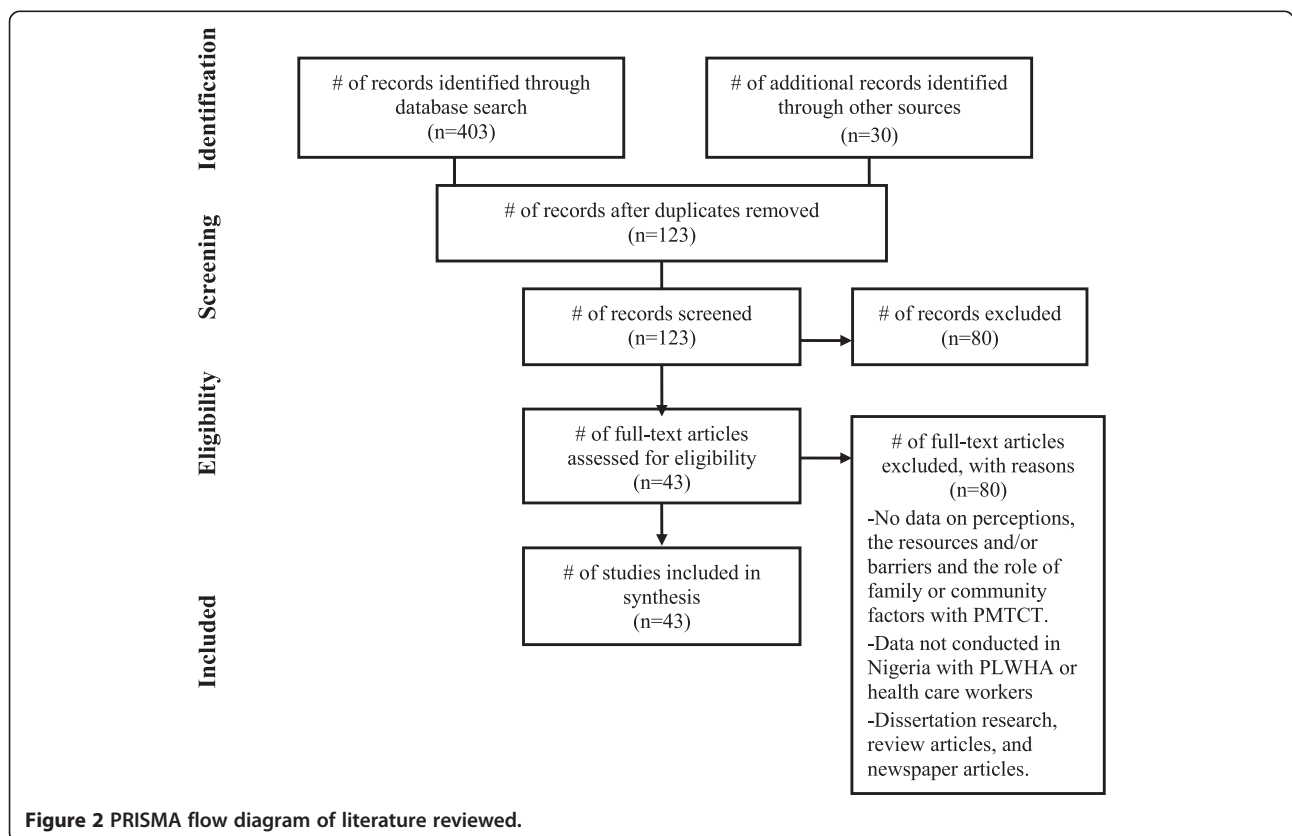 Identification
# of records identified through
database search
(n=403)
# of additional records identified
through other sources
(n=30)
Screening
# of records after duplicates removed
(n=123)
# of records screened
(n=123)
# of records excluded
(n=80)
Eligibility
# of full-text articles
assessed for eligibility
(n=43)
# of full-text articles
excluded, with reasons
(n=80)
-No data on perceptions,
the resources and/or
barriers and the role of
family or community
factors with PMTCT.
-Data not conducted in
Nigeria with PLWHA or
health care workers
-Dissertation research,
review articles, and
newspaper articles.
Included
# of studies included in
synthesis
(n=43)
Figure 2 PRISMA flow diagram of literature reviewed.